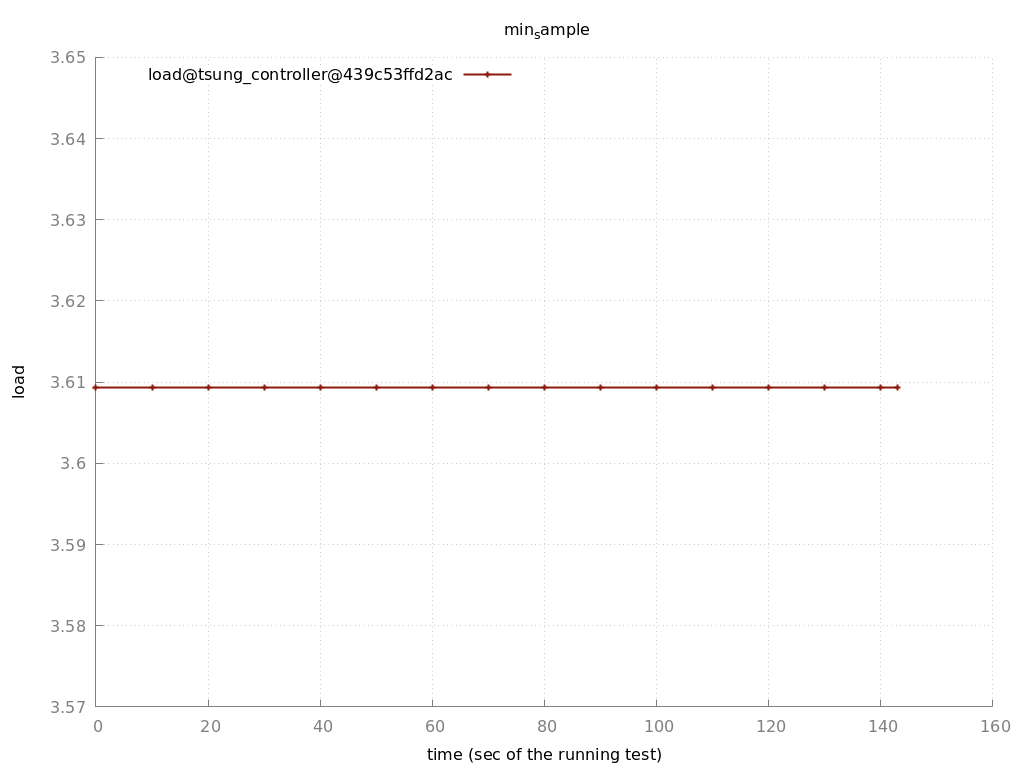 minsample
load@tsung_controller@439c53ffd2ac
3.65
3.64
3.63
3.62
3.61
3.6
3.59
3.58
3.57
load
0 20 40 60 80 100 120 140 160
time (sec of the running test)